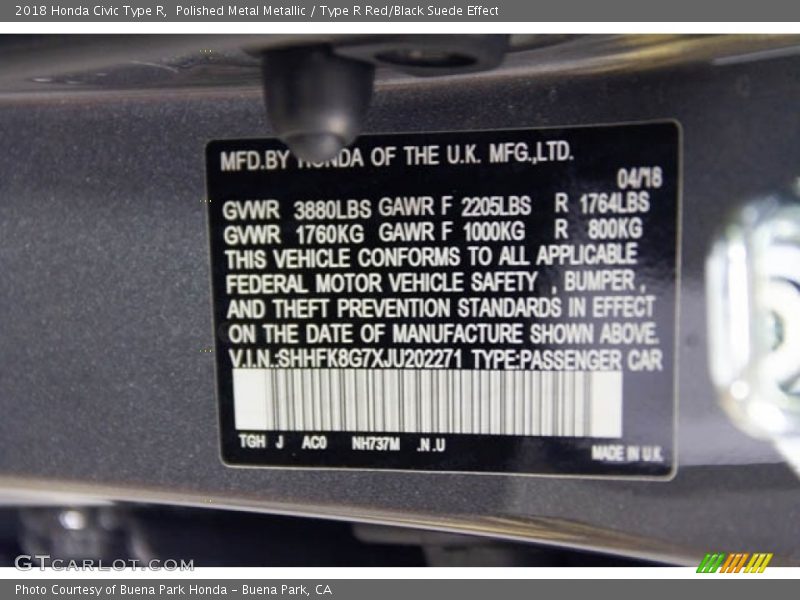 2018 Honda Civic Type R, Polished Metal Metallic / Type R Red/Black Suede Effect
MFD.BY HONDA OF THE U.K. MFG.,LTD.
04/18
GVWR 3880LBS GAWR F 2205LBS R 1764LBS
GVWR 1760KG GAWR F 1000KG R 800KG
THIS VEHICLE CONFORMS TO ALL APPLICABLE
FEDERAL MOTOR VEHICLE SAFETY , BUMPER ,
AND THEFT PREVENTION STANDARDS IN EFFECT
ON THE DATE OF MANUFACTURE SHOWN ABOVE.
V.I.N.:SHHFK8G7XJU202271 TYPE:PASSENGER CAR
TGH J AC0 NH737M .N .U
MADE IN U.K.
GTCARLOT.COM
Photo Courtesy of Buena Park Honda - Buena Park, CA